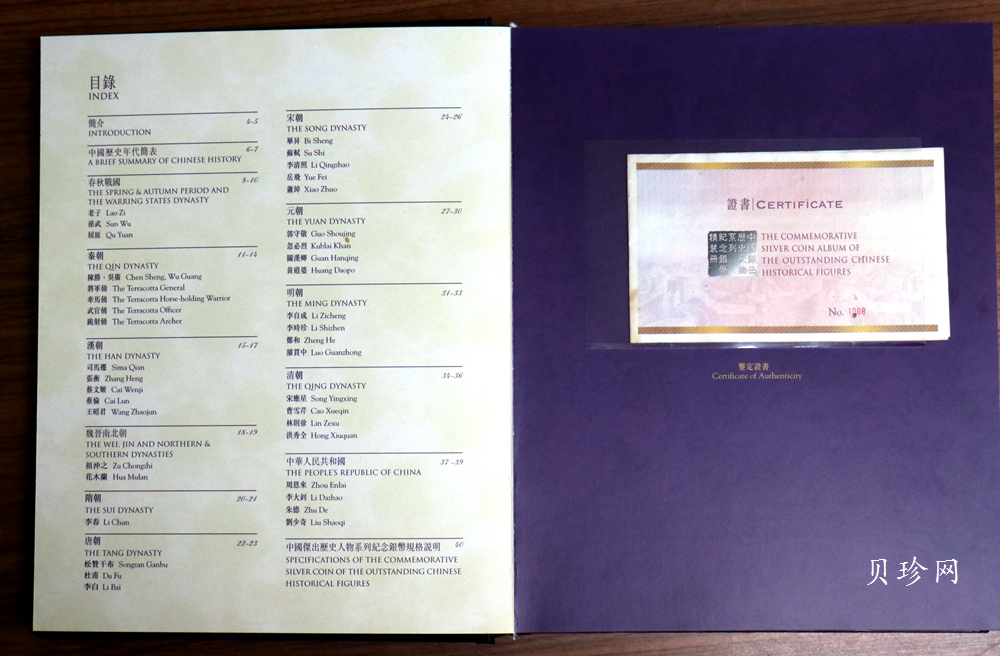 目錄
INDEX
簡介 4-5
INTRODUCTION
中國歷史年代簡表 6-7
A BRIEF SUMMARY OF CHINESE HISTORY
春秋戰國 8-10
THE SPRING & AUTUMN PERIOD AND
THE WARRING STATES DYNASTY
老子 Lao Zi
孫武 Sun Wu
屈原 Qu Yuan
秦朝 11-14
THE QIN DYNASTY
陳勝、吳廣 Chen Sheng, Wu Guang
將軍俑 The Terracotta General
牽馬俑 The Terracotta Horse-holding Warrior
武官俑 The Terracotta Officer
跪射俑 The Terracotta Archer
漢朝 15-17
THE HAN DYNASTY
司馬遷 Sima Qian
張衡 Zhang Heng
蔡文姬 Cai Wenji
蔡倫 Cai Lun
王昭君 Wang Zhaojun
魏晉南北朝 18-19
THE WEI, JIN AND NORTHERN &
SOUTHERN DYNASTIES
祖沖之 Zu Chongzhi
花木蘭 Hua Mulan
隋朝 20-21
THE SUI DYNASTY
李春 Li Chun
唐朝 22-23
THE TANG DYNASTY
松贊干布 Songzan Ganbu
杜甫 Du Fu
李白 Li Bai
宋朝 24-26
THE SONG DYNASTY
畢昇 Bi Sheng
蘇軾 Su Shi
李清照 Li Qingzhao
岳飛 Yue Fei
蕭綽 Xiao Zhuo
元朝 27-30
THE YUAN DYNASTY
郭守敬 Guo Shoujing
忽必烈 Kublai Khan
關漢卿 Guan Hanqing
黃道婆 Huang Daopo
明朝 31-33
THE MING DYNASTY
李自成 Li Zicheng
李時珍 Li Shizhen
鄭和 Zheng He
羅貫中 Luo Guanzhong
清朝 34-36
THE QING DYNASTY
宋應星 Song Yingxing
曹雪芹 Cao Xueqin
林則徐 Lin Zexu
洪秀全 Hong Xiuquan
中華人民共和國 37-39
THE PEOPLE'S REPUBLIC OF CHINA
周恩來 Zhou Enlai
李大釗 Li Dazhao
朱德 Zhu De
劉少奇 Liu Shaoqi
中國傑出歷史人物系列紀念銀幣規格說明 40
SPECIFICATIONS OF THE COMMEMORATIVE
SILVER COIN OF THE OUTSTANDING CHINESE
HISTORICAL FIGURES
證書|CERTIFICATE
THE COMMEMORATIVE
SILVER COIN ALBUM OF
THE OUTSTANDING CHINESE
HISTORICAL FIGURES
No. 1088
鑒定證書
Certificate of Authenticity
贝珍网